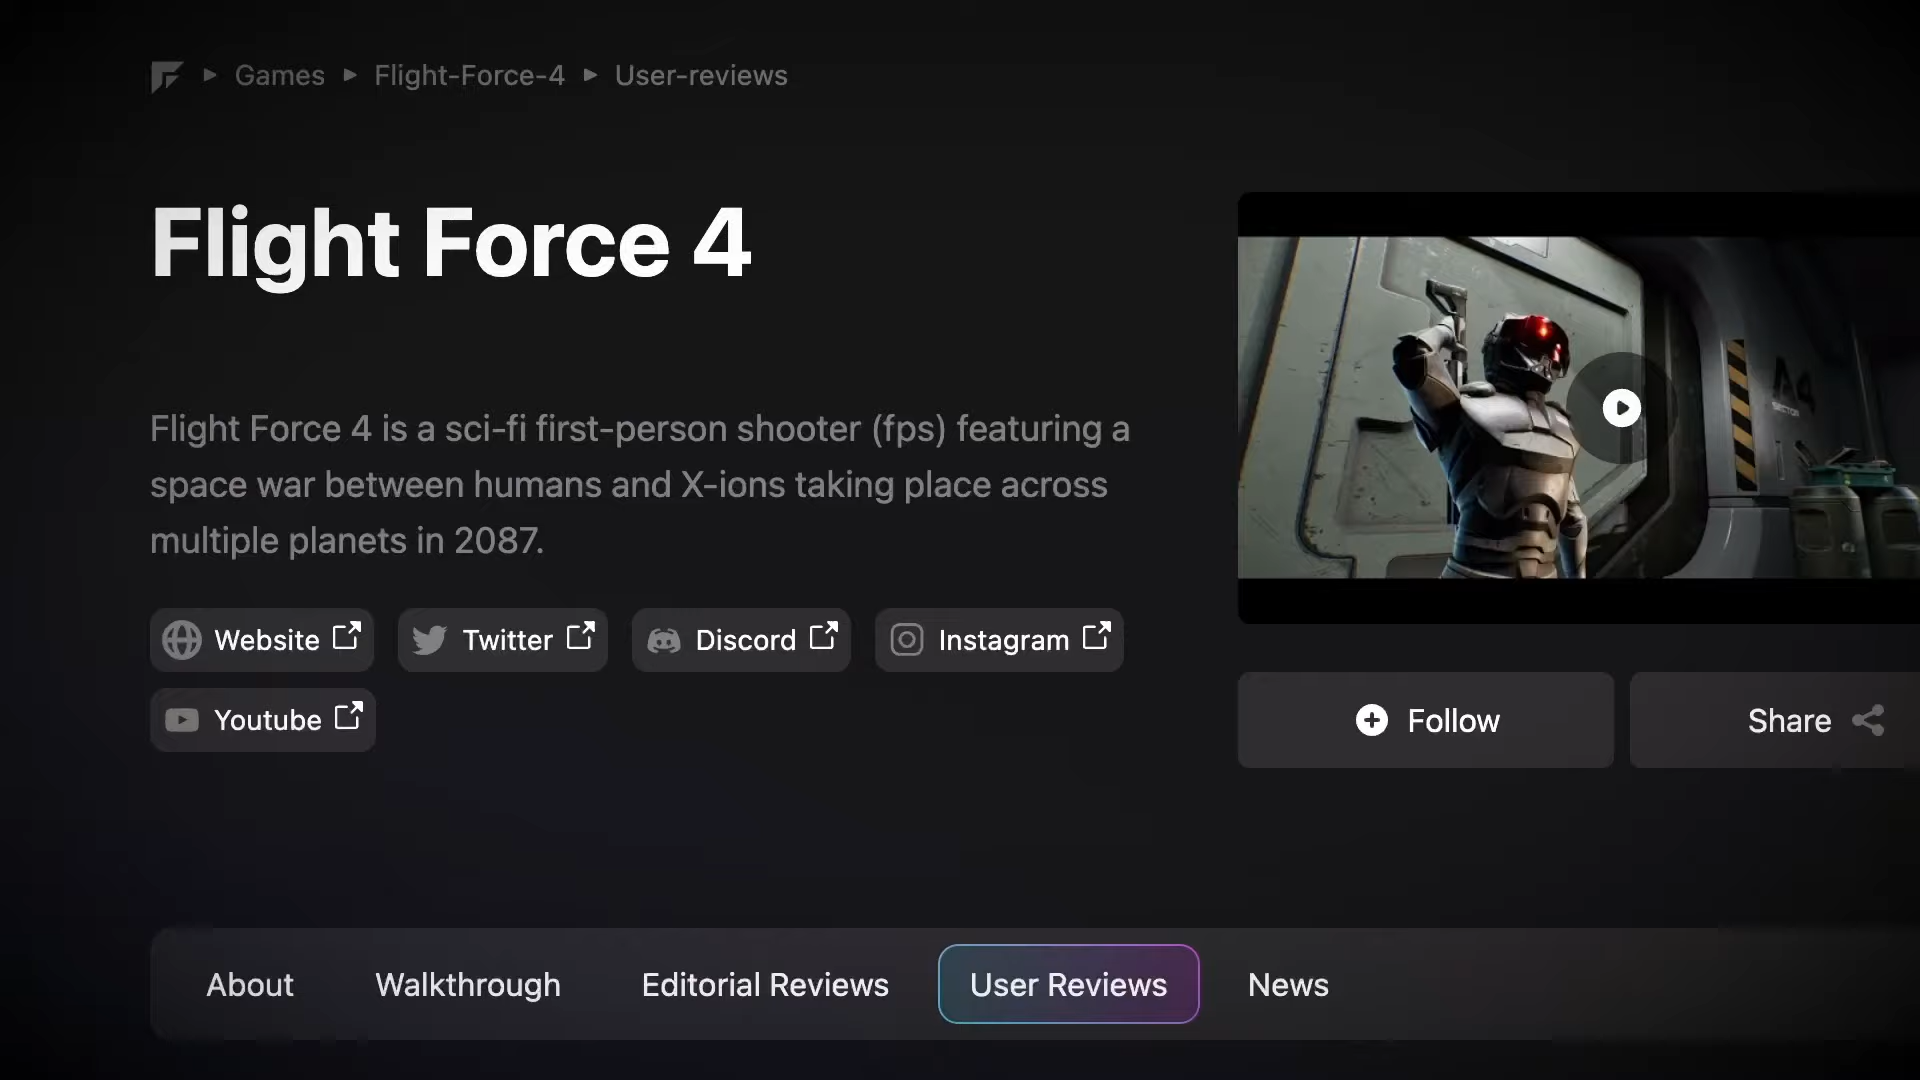 Games Flight-Force-4 User-reviews
Flight Force 4
Flight Force 4 is a sci-fi first-person shooter (fps) featuring a
space war between humans and X-ions taking place across
multiple planets in 2087.
Website Twitter Discord Instagram
Youtube
A4
SECTOR
Follow Share
About Walkthrough Editorial Reviews User Reviews News